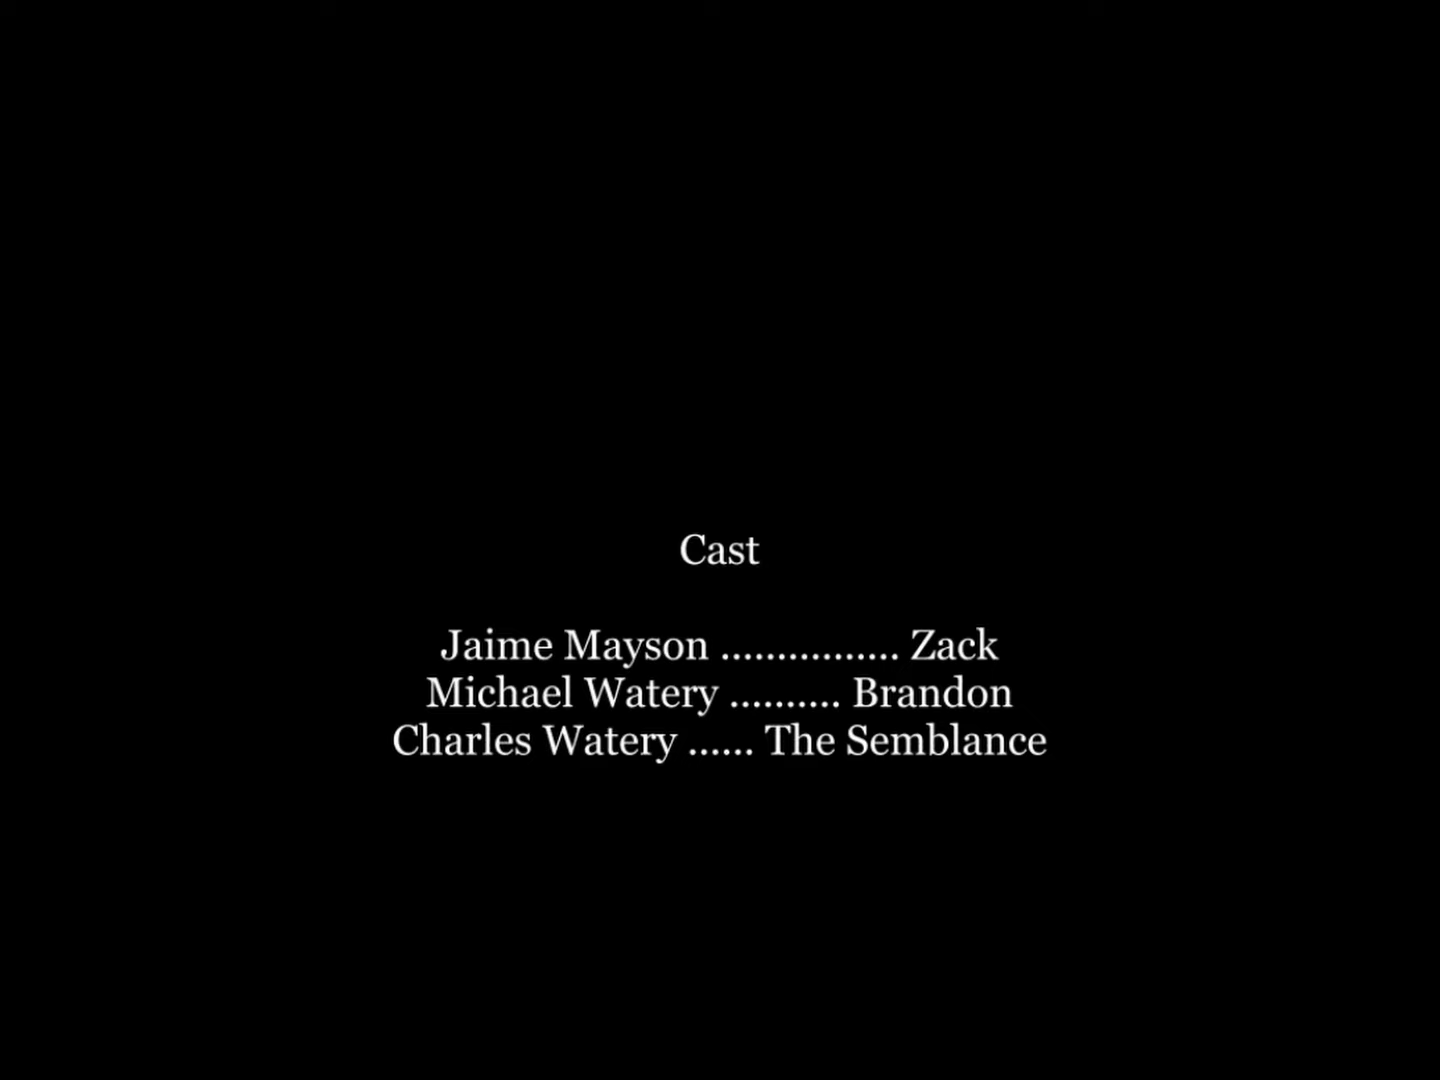 Cast
Jaime Mayson ................ Zack
Michael Watery .......... Brandon
Charles Watery ...... The Semblance